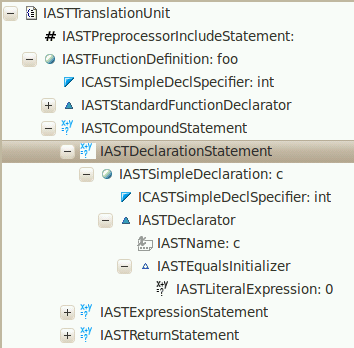 IASTTranslationUnit
IASTPreprocessorIncludeStatement:
IASTFunctionDefinition: foo
ICASTSimpleDeclSpecifier: int
IASTStandardFunctionDeclarator
IASTCompoundStatement
IASTDeclarationStatement
IASTSimpleDeclaration: c
ICASTSimpleDeclSpecifier: int
IASTDeclarator
IASTName: c
IASTEqualsInitializer
IASTLiteralExpression: 0
IASTExpressionStatement
IASTReturnStatement